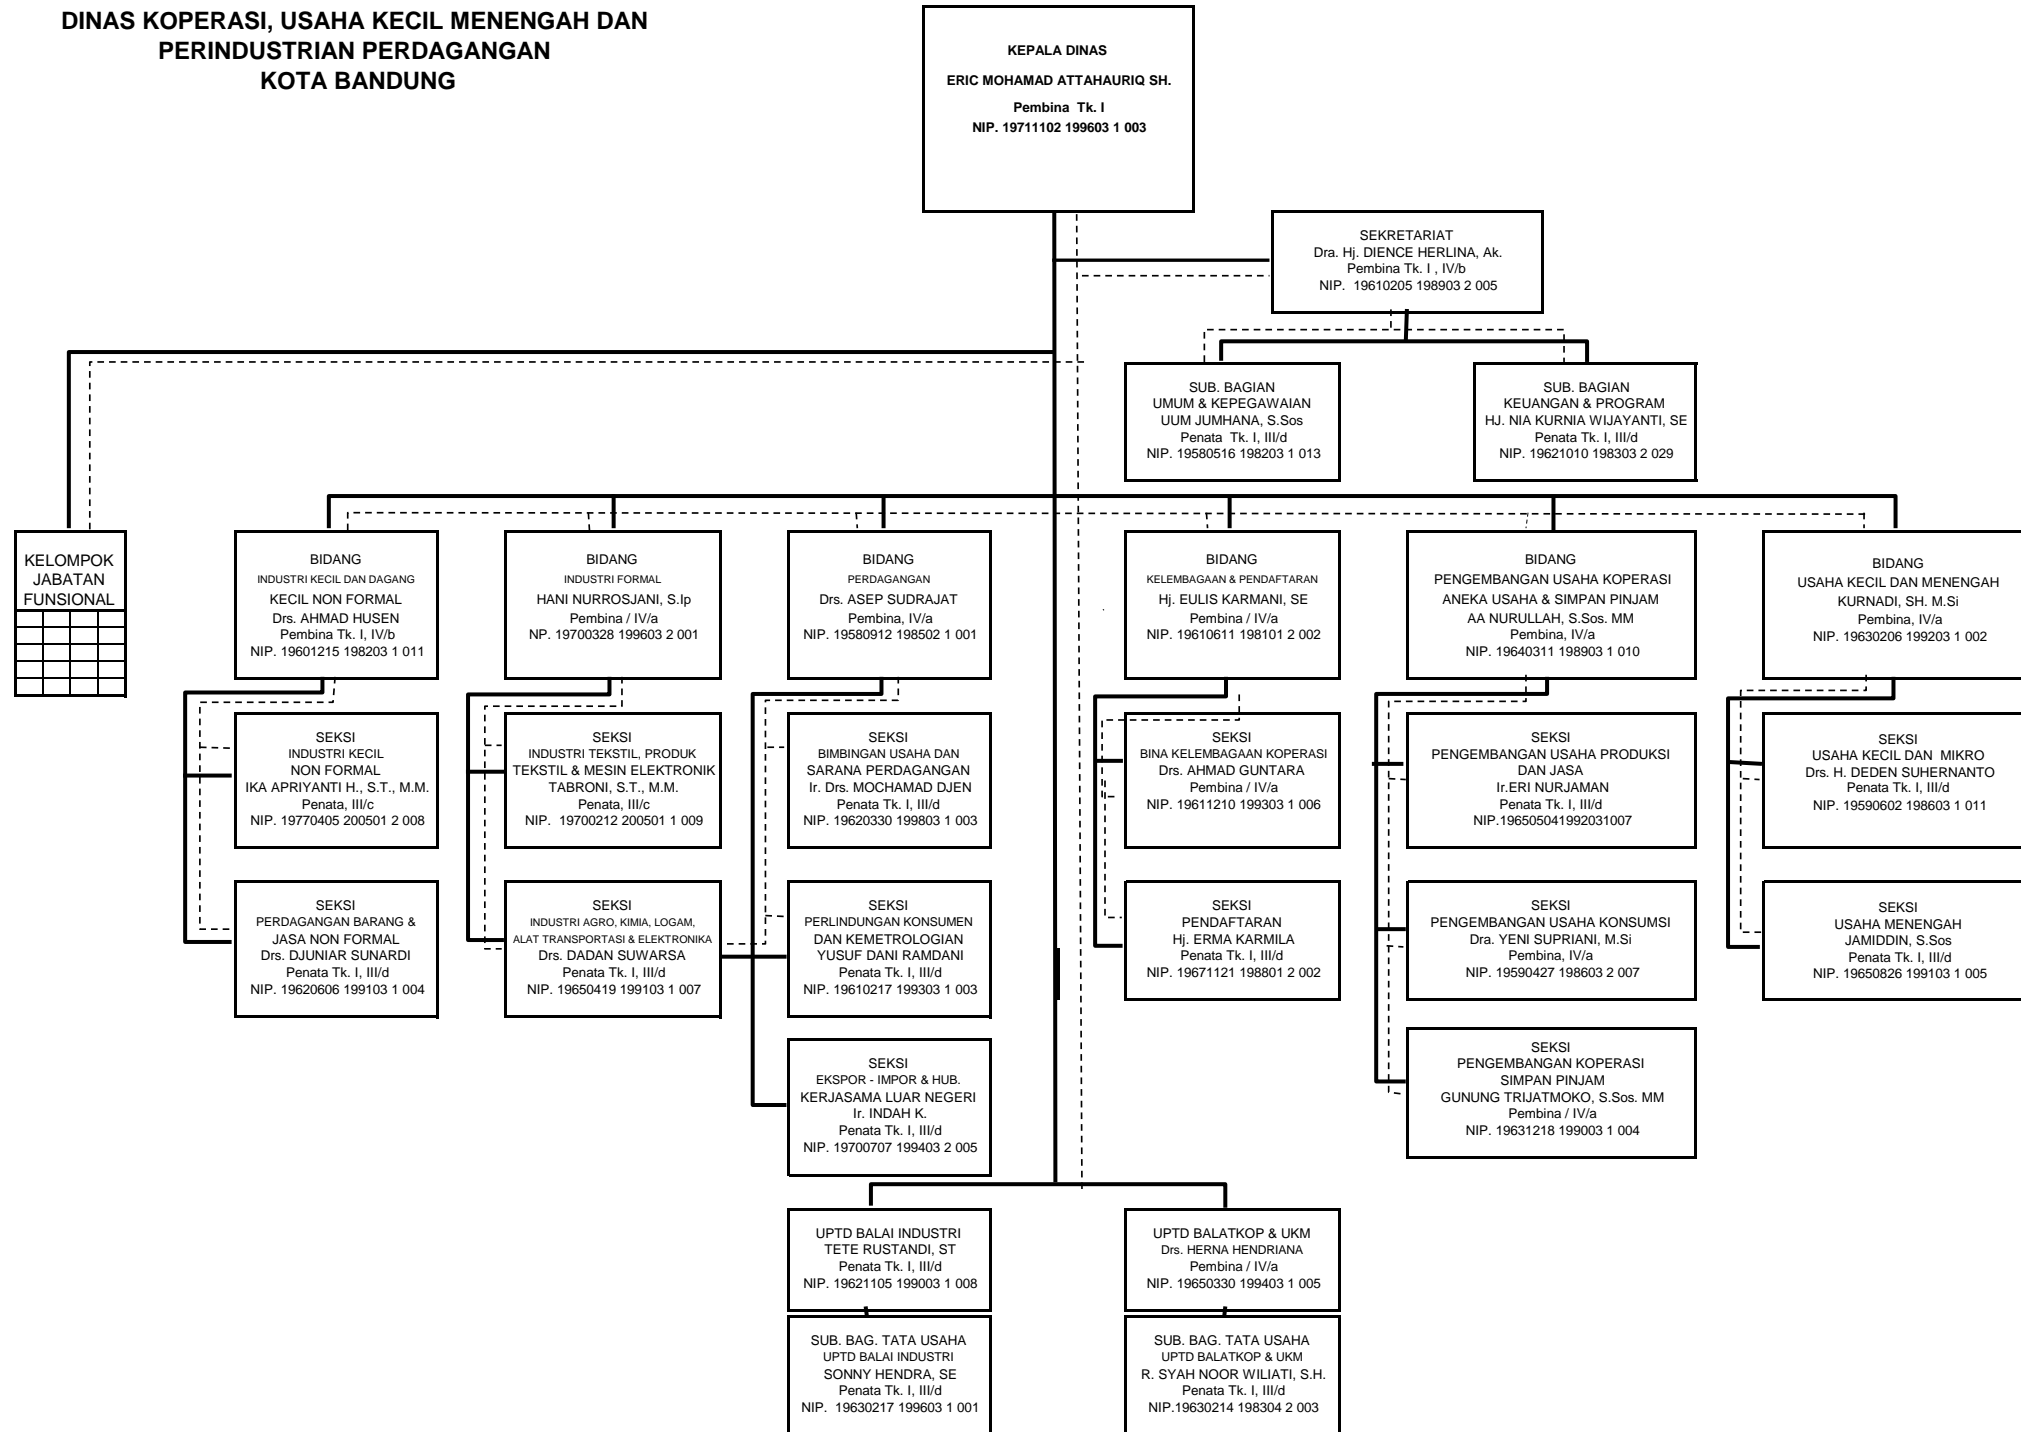 DINAS KOPERASI, USAHA KECIL MENENGAH DAN
PERINDUSTRIAN PERDAGANGAN
KOTA BANDUNG
KEPALA DINAS
ERIC MOHAMAD ATTAHAURIQ SH.
Pembina Tk. I
NIP. 19711102 199603 1 003
SEKRETARIAT
Dra. Hj. DIENCE HERLINA, Ak.
Pembina Tk. I , IV/b
NIP. 19610205 198903 2 005
SUB. BAGIAN
UMUM & KEPEGAWAIAN
UUM JUMHANA, S.Sos
Penata Tk. I, III/d
NIP. 19580516 198203 1 013
SUB. BAGIAN
KEUANGAN & PROGRAM
HJ. NIA KURNIA WIJAYANTI, SE
Penata Tk. I, III/d
NIP. 19621010 198303 2 029
KELOMPOK
JABATAN
FUNSIONAL
BIDANG
INDUSTRI KECIL DAN DAGANG
KECIL NON FORMAL
Drs. AHMAD HUSEN
Pembina Tk. I, IV/b
NIP. 19601215 198203 1 011
BIDANG
INDUSTRI FORMAL
HANI NURROSJANI, S.Ip
Pembina / IV/a
NP. 19700328 199603 2 001
BIDANG
PERDAGANGAN
Drs. ASEP SUDRAJAT
Pembina, IV/a
NIP. 19580912 198502 1 001
BIDANG
KELEMBAGAAN & PENDAFTARAN
Hj. EULIS KARMANI, SE
Pembina / IV/a
NIP. 19610611 198101 2 002
BIDANG
PENGEMBANGAN USAHA KOPERASI
ANEKA USAHA & SIMPAN PINJAM
AA NURULLAH, S.Sos. MM
Pembina, IV/a
NIP. 19640311 198903 1 010
BIDANG
USAHA KECIL DAN MENENGAH
KURNADI, SH. M.Si
Pembina, IV/a
NIP. 19630206 199203 1 002
SEKSI
INDUSTRI KECIL
NON FORMAL
IKA APRIYANTI H., S.T., M.M.
Penata, III/c
NIP. 19770405 200501 2 008
SEKSI
INDUSTRI TEKSTIL, PRODUK
TEKSTIL & MESIN ELEKTRONIK
TABRONI, S.T., M.M.
Penata, III/c
NIP. 19700212 200501 1 009
SEKSI
BIMBINGAN USAHA DAN
SARANA PERDAGANGAN
Ir. Drs. MOCHAMAD DJEN
Penata Tk. I, III/d
NIP. 19620330 199803 1 003
SEKSI
BINA KELEMBAGAAN KOPERASI
Drs. AHMAD GUNTARA
Pembina / IV/a
NIP. 19611210 199303 1 006
SEKSI
PENGEMBANGAN USAHA PRODUKSI
DAN JASA
Ir.ERI NURJAMAN
Penata Tk. I, III/d
NIP.196505041992031007
SEKSI
USAHA KECIL DAN MIKRO
Drs. H. DEDEN SUHERNANTO
Penata Tk. I, III/d
NIP. 19590602 198603 1 011
SEKSI
PERDAGANGAN BARANG &
JASA NON FORMAL
Drs. DJUNIAR SUNARDI
Penata Tk. I, III/d
NIP. 19620606 199103 1 004
SEKSI
INDUSTRI AGRO, KIMIA, LOGAM,
ALAT TRANSPORTASI & ELEKTRONIKA
Drs. DADAN SUWARSA
Penata Tk. I, III/d
NIP. 19650419 199103 1 007
SEKSI
PERLINDUNGAN KONSUMEN
DAN KEMETROLOGIAN
YUSUF DANI RAMDANI
Penata Tk. I, III/d
NIP. 19610217 199303 1 003
SEKSI
PENDAFTARAN
Hj. ERMA KARMILA
Penata Tk. I, III/d
NIP. 19671121 198801 2 002
SEKSI
PENGEMBANGAN USAHA KONSUMSI
Dra. YENI SUPRIANI, M.Si
Pembina, IV/a
NIP. 19590427 198603 2 007
SEKSI
USAHA MENENGAH
JAMIDDIN, S.Sos
Penata Tk. I, III/d
NIP. 19650826 199103 1 005
SEKSI
EKSPOR - IMPOR & HUB.
KERJASAMA LUAR NEGERI
Ir. INDAH K.
Penata Tk. I, III/d
NIP. 19700707 199403 2 005
SEKSI
PENGEMBANGAN KOPERASI
SIMPAN PINJAM
GUNUNG TRIJATMOKO, S.Sos. MM
Pembina / IV/a
NIP. 19631218 199003 1 004
UPTD BALAI INDUSTRI
TETE RUSTANDI, ST
Penata Tk. I, III/d
NIP. 19621105 199003 1 008
UPTD BALATKOP & UKM
Drs. HERNA HENDRIANA
Pembina / IV/a
NIP. 19650330 199403 1 005
SUB. BAG. TATA USAHA
UPTD BALAI INDUSTRI
SONNY HENDRA, SE
Penata Tk. I, III/d
NIP. 19630217 199603 1 001
SUB. BAG. TATA USAHA
UPTD BALATKOP & UKM
R. SYAH NOOR WILIATI, S.H.
Penata Tk. I, III/d
NIP.19630214 198304 2 003